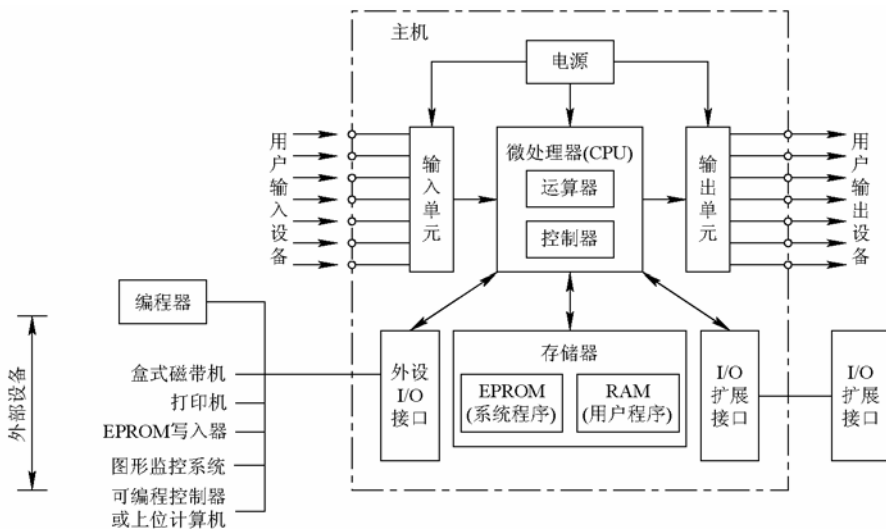 主机
电源
用户输入设备
输入单元
微处理器(CPU)
运算器
控制器
输出单元
用户输出设备
编程器
外部设备
盒式磁带机
打印机
EPROM写入器
图形监控系统
可编程控制器
或上位计算机
外设
I/O
接口
存储器
EPROM
(系统程序)
RAM
(用户程序)
I/O
扩展
接口
I/O
扩展
接口